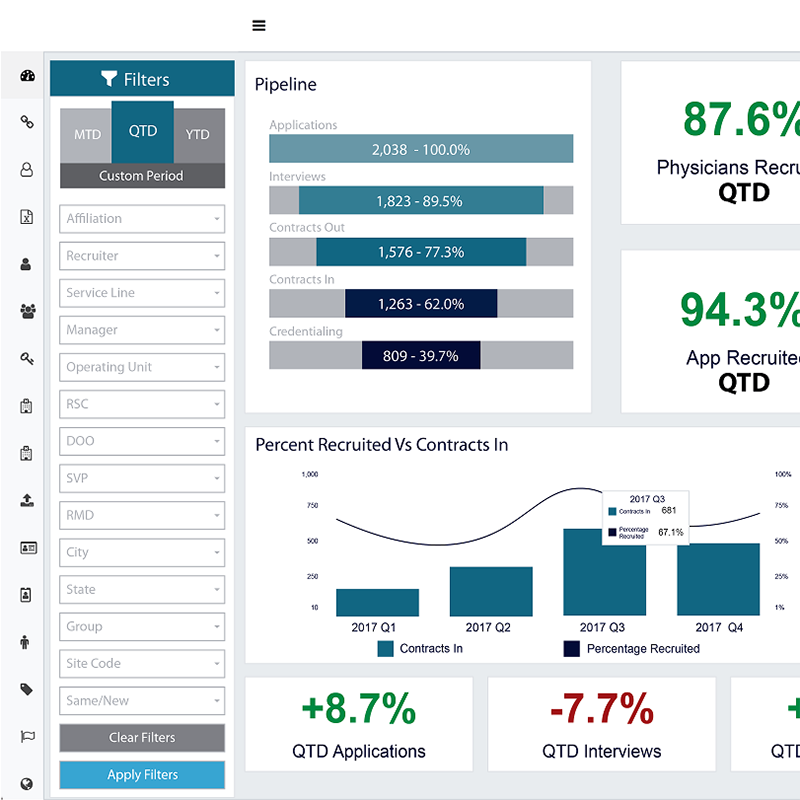 Filters
MTD
QTD
YTD
Custom Period
Affiliation
Recruiter
Service Line
Manager
Operating Unit
RSC
DOO
SVP
RMD
City
State
Group
Site Code
Same/New
Clear Filters
Apply Filters
Pipeline
Applications
2,038 - 100.0%
Interviews
1,823 - 89.5%
Contracts Out
1,576 - 77.3%
Contracts In
1,263 - 62.0%
Credentialing
809 - 39.7%
87.6%
Physicians Recru
QTD
94.3%
App Recruite
QTD
Percent Recruited Vs Contracts In
1,000
750
500
250
10
100%
75%
50%
25%
1%
2017 Q3
Contracts In 681
Percentage
Recruited 67.1%
2017 Q1
2017 Q2
2017 Q3
2017 Q4
Contracts In
Percentage Recruited
+8.7%
QTD Applications
-7.7%
QTD Interviews
+
QTD